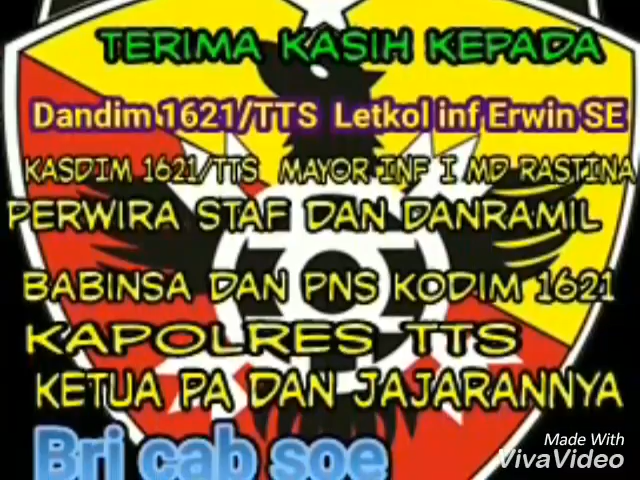 TERIMA KASIH KEPADA
Dandim 1621/TTS Letkol inf Erwin SE
KASDIM 1621/TTS MAYOR INF I MD RASTINA
PERWIRA STAF DAN DANRAMIL
BABINSA DAN PNS KODIM 1621
KAPOLRES TTS
KETUA PA DAN JAJARANNYA
Bri cab soe
Made With
VivaVideo